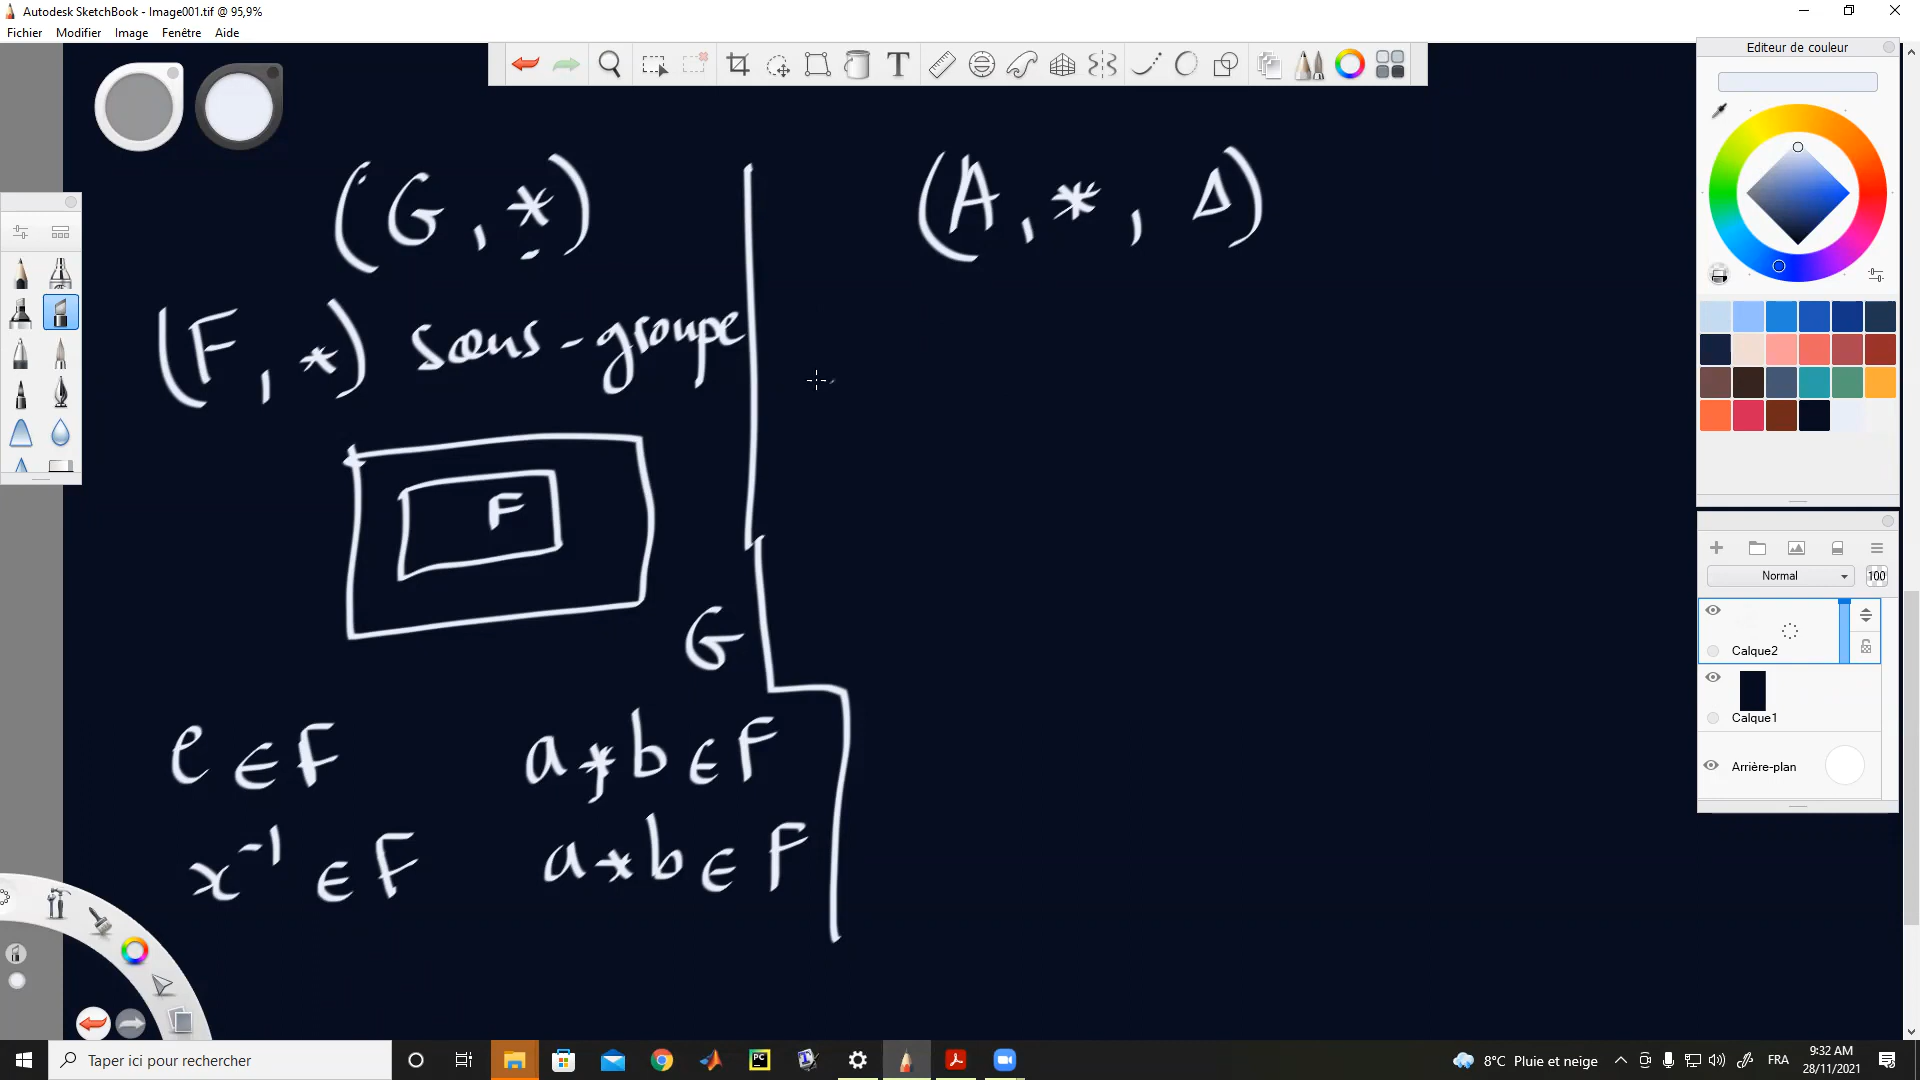 Autodesk SketchBook - Image001.tif @ 95,9%
Fichier Modifier Image Fenêtre Aide
Editeur de couleur
T
(G, *)
(F, *) sous-groupe
F
G
e ∈ F a * b ∈ F
x⁻¹ ∈ F a * b ∈ F
(A, *, Δ)
Normal 100
Calque2
Calque1
Arrière-plan
Taper ici pour rechercher
PC
8°C Pluie et neige
FRA
9:32 AM
28/11/2021